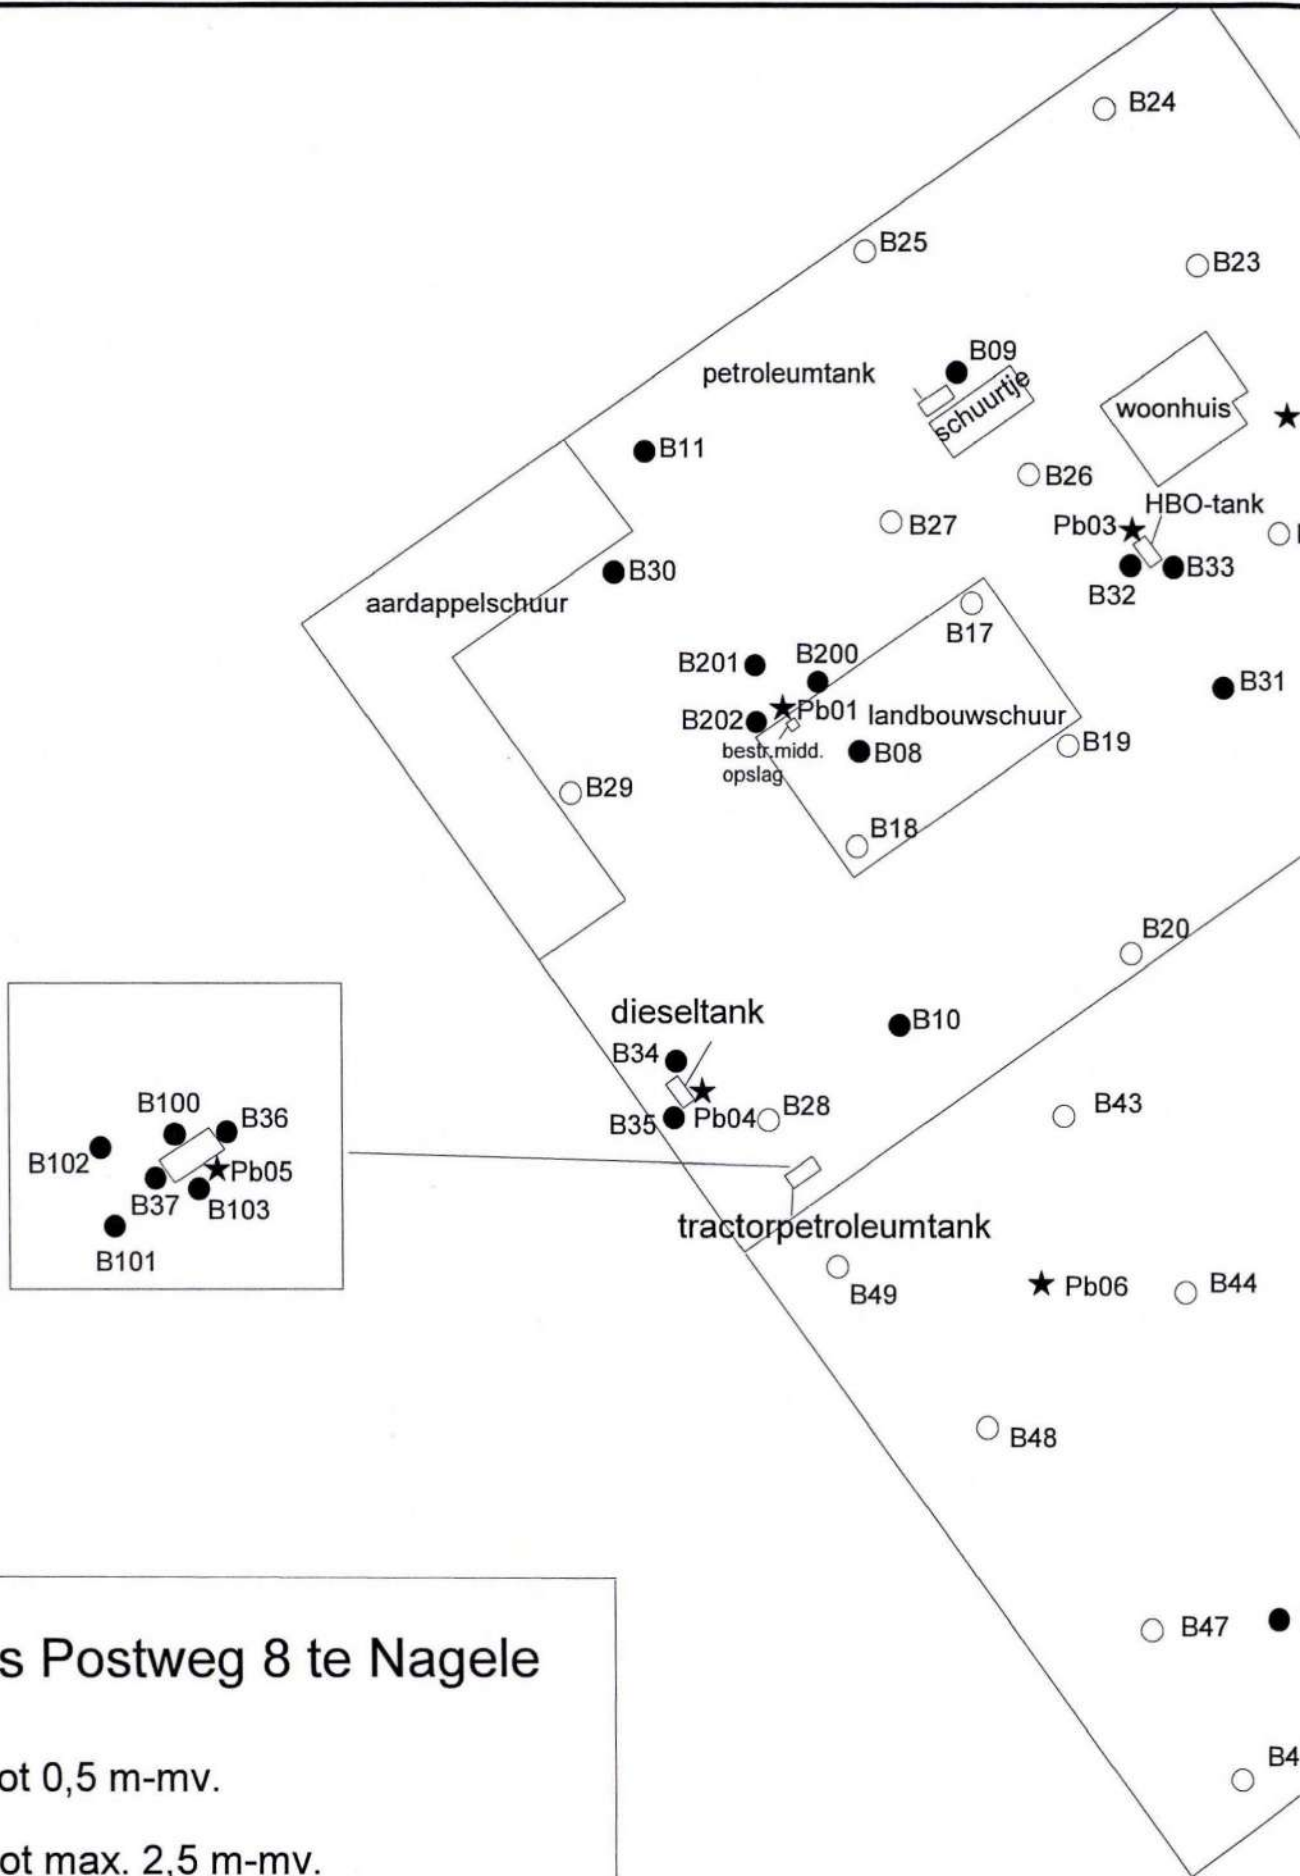 B24
B25
B23
B09
petroleumtank
schuurtje
woonhuis
B11
B26
HBO-tank
B27
Pb03
B30
B33
B32
aardappelschuur
B17
B201
B200
B31
B202
Pb01
landbouwschuur
bestr.midd.
opslag
B08
B19
B29
B18
B20
dieseltank
B10
B34
B35
Pb04
B28
B43
B100
B36
B102
Pb05
B37
B103
B101
tractorpetroleumtank
B49
Pb06
B44
B48
B47
s Postweg 8 te Nagele
B4
ot 0,5 m-mv.
ot max. 2,5 m-mv.